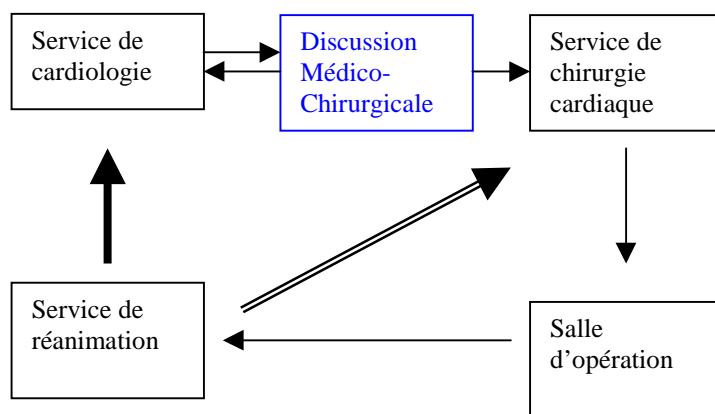 Service de
cardiologie
Discussion
Médico-
Chirurgicale
Service de
chirurgie
cardiaque
Service de
réanimation
Salle
d’opération